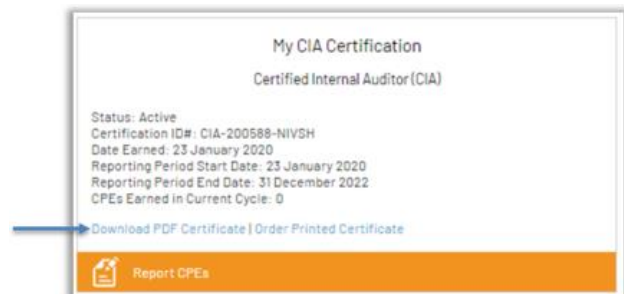 My CIA Certification
Certified Internal Auditor (CIA)
Status: Active
Certification ID#: CIA-200588-NIVSH
Date Earned: 23 January 2020
Reporting Period Start Date: 23 January 2020
Reporting Period End Date: 31 December 2022
CPEs Earned in Current Cycle: 0
Download PDF Certificate | Order Printed Certificate
Report CPEs